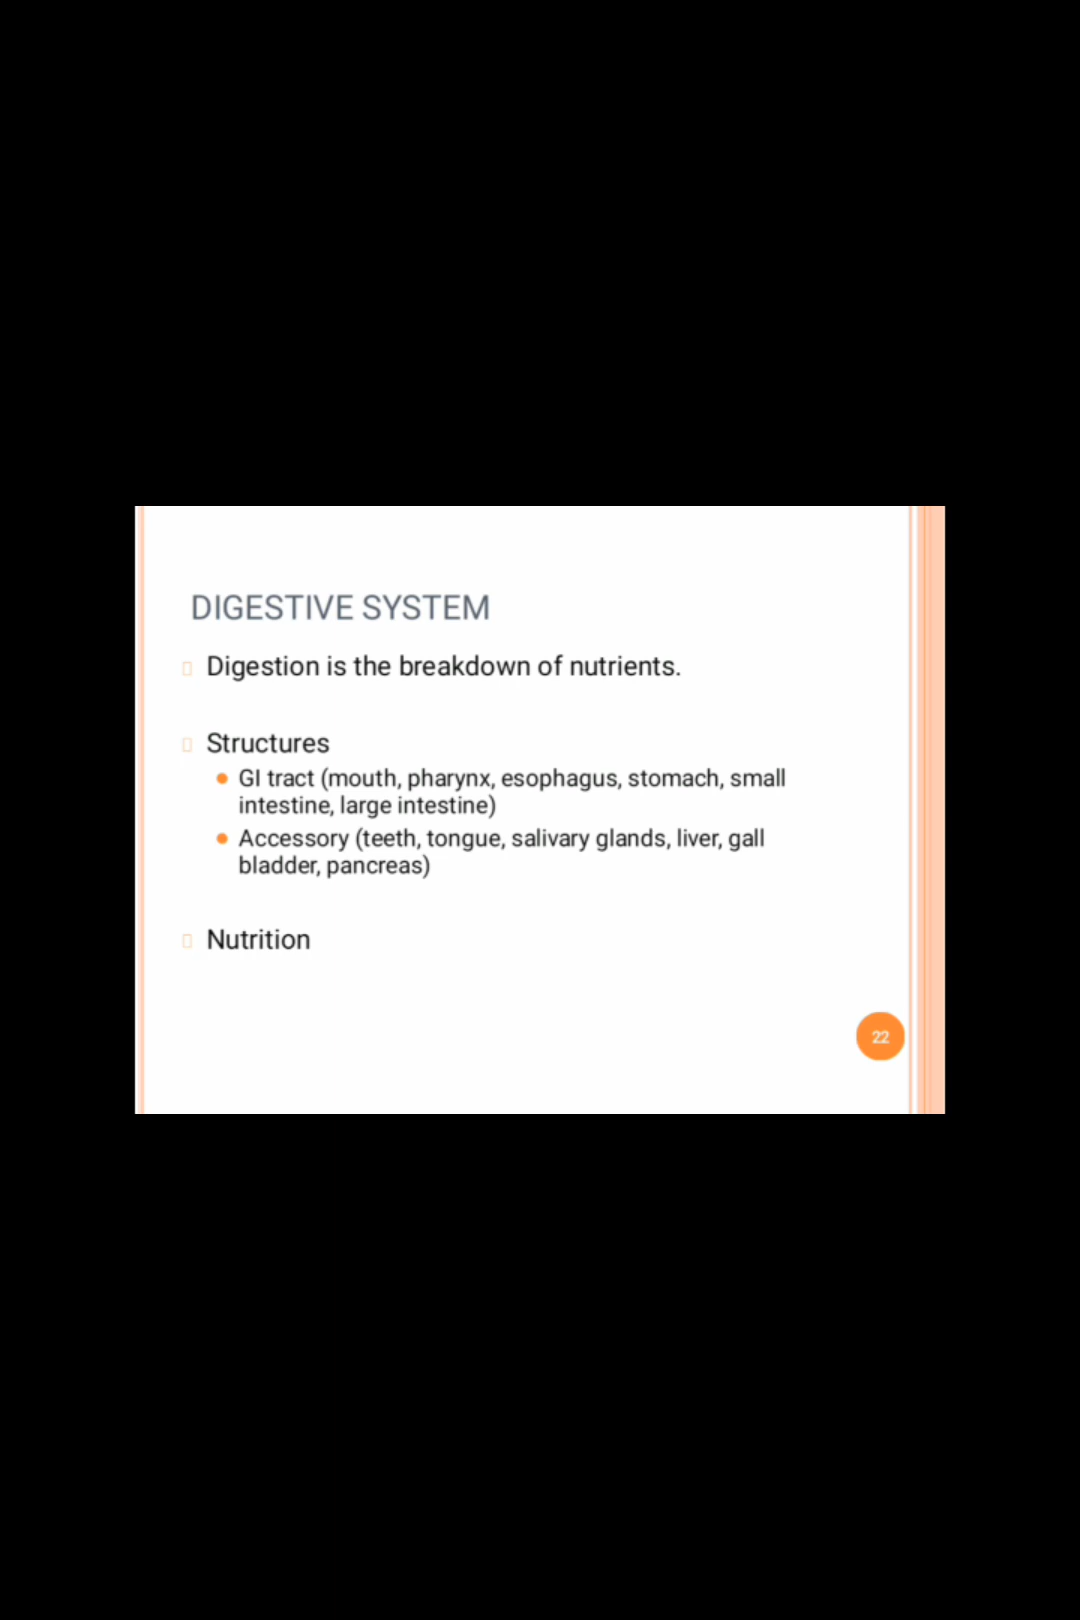 DIGESTIVE SYSTEM
Digestion is the breakdown of nutrients.
Structures
GI tract (mouth, pharynx, esophagus, stomach, small
intestine, large intestine)
Accessory (teeth, tongue, salivary glands, liver, gall
bladder, pancreas)
Nutrition
22